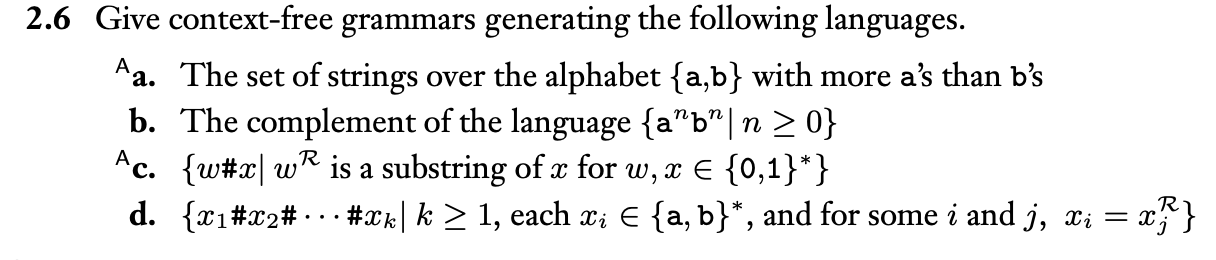 2.6 Give context-free grammars generating the following languages.
ᴬa. The set of strings over the alphabet {a,b} with more a’s than b’s
b. The complement of the language {aⁿbⁿ| n ≥ 0}
ᴬc. {w#x| wᴿ is a substring of x for w, x ∈ {0,1}*}
d. {x₁#x₂# ··· #xₖ| k ≥ 1, each xᵢ ∈ {a, b}*, and for some i and j, xᵢ = xⱼᴿ}